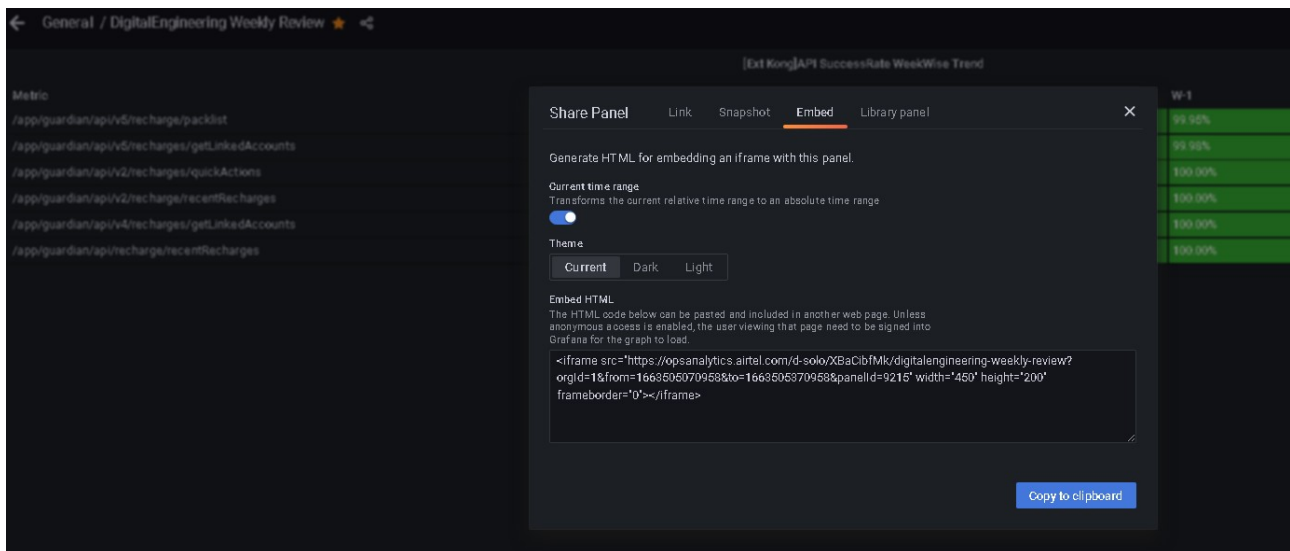 General / DigitalEngineering Weekly Review
[Ext Kong]API SuccessRate WeekWise Trend
Metric
W-1
/app/guardian/api/v5/recharge/packlist
99.95%
/app/guardian/api/v5/recharges/getLinkedAccounts
99.98%
/app/guardian/api/v2/recharges/quickActions
100.00%
/app/guardian/api/v2/recharge/recentRecharges
100.00%
/app/guardian/api/v4/recharges/getLinkedAccounts
100.00%
/app/guardian/api/recharge/recentRecharges
100.00%
Share Panel Link Snapshot Embed Library panel
Generate HTML for embedding an iframe with this panel.
Current time range
Transforms the current relative time range to an absolute time range
Theme
Current Dark Light
Embed HTML
The HTML code below can be pasted and included in another web page. Unless
anonymous access is enabled, the user viewing that page need to be signed into
Grafana for the graph to load.
<iframe src="https://opsanalytics.airtel.com/d-solo/XBaCibfMk/digitalengineering-weekly-review?
orgId=1&from=1663505070958&to=1663505370958&panelId=9215" width="450" height="200"
frameborder="0"></iframe>
Copy to clipboard